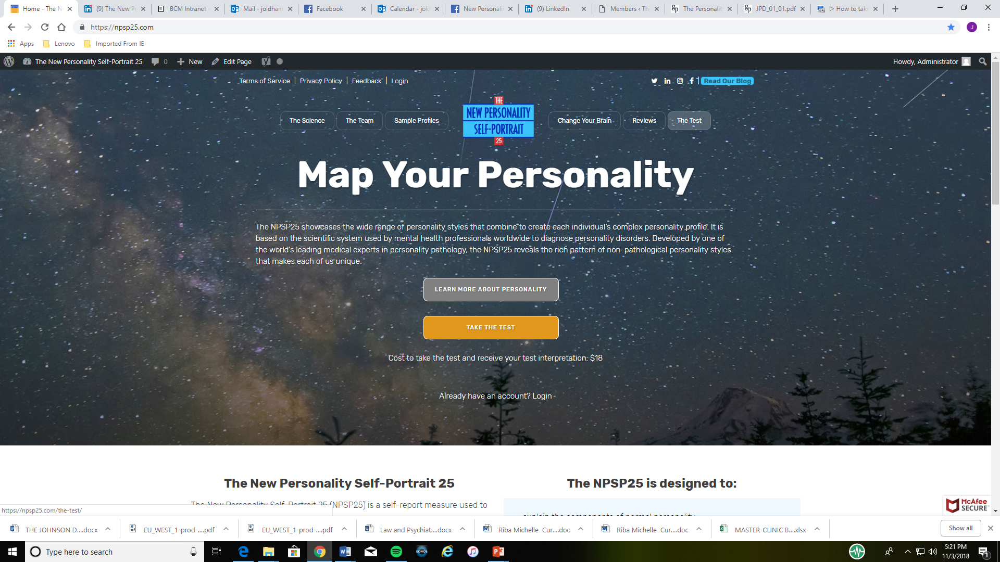 Home - The N
(9) The New P
BCM Intranet -
Mail - joldham
Facebook
Calendar - jold
New Personali
(9) LinkedIn
Members ‹ Th
The Personalit
JPD_01_01.pdf
▷ How to take
https://npsp25.com
J
Apps
Lenovo
Imported From IE
The New Personality Self-Portrait 25
0
New
Edit Page
Howdy, Administrator
Terms of Service | Privacy Policy | Feedback | Login
| Read Our Blog
The Science
The Team
Sample Profiles
THE
NEW PERSONALITY
SELF-PORTRAIT
25
Change Your Brain
Reviews
The Test
Map Your Personality
The NPSP25 showcases the wide range of personality styles that combine to create each individual's complex personality profile. It is
based on the scientific system used by mental health professionals worldwide to diagnose personality disorders. Developed by one of
the world's leading medical experts in personality pathology, the NPSP25 reveals the rich pattern of non-pathological personality styles
that makes each of us unique.
LEARN MORE ABOUT PERSONALITY
TAKE THE TEST
Cost to take the test and receive your test interpretation: $18
Already have an account? Login
The New Personality Self-Portrait 25
The New Personality Self-Portrait 25 (NPSP25) is a self-report measure used to
The NPSP25 is designed to:
explain the components of normal personality
McAfee
SECURE
https://npsp25.com/the-test/
THE JOHNSON D....docx
EU_WEST_1-prod-....pdf
EU_WEST_1-prod-....pdf
Law and Psychiat....docx
Riba Michelle Cur....doc
Riba Michelle Cur....doc
MASTER-CLINIC B....xlsx
Show all
Type here to search
SONOS
5:21 PM
11/3/2018
1